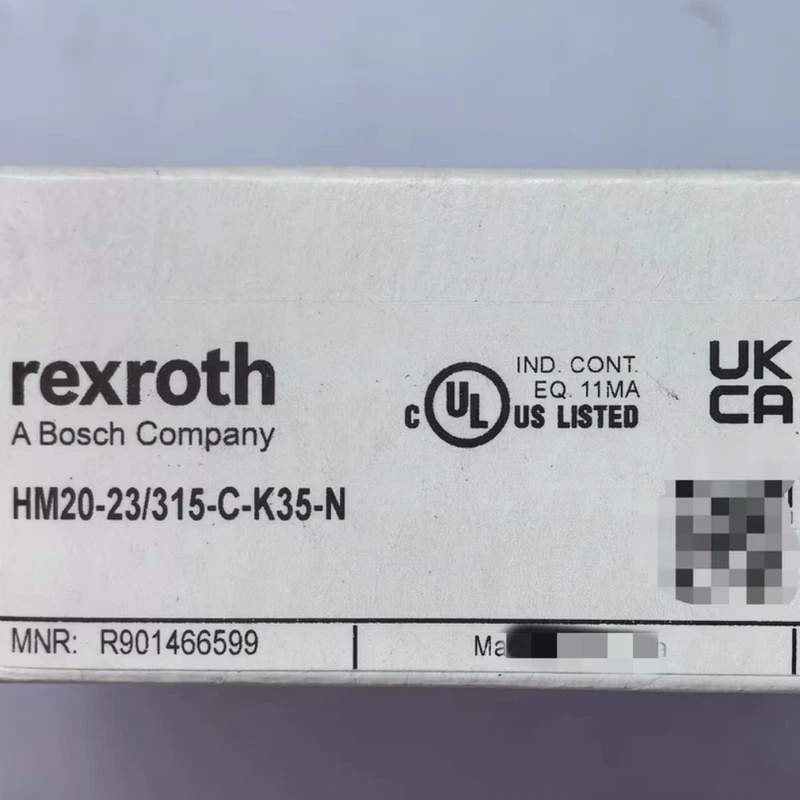 rexroth
A Bosch Company
HM20-23/315-C-K35-N
c UL US LISTED
IND. CONT.
EQ. 11MA
UK
CA
MNR: R901466599